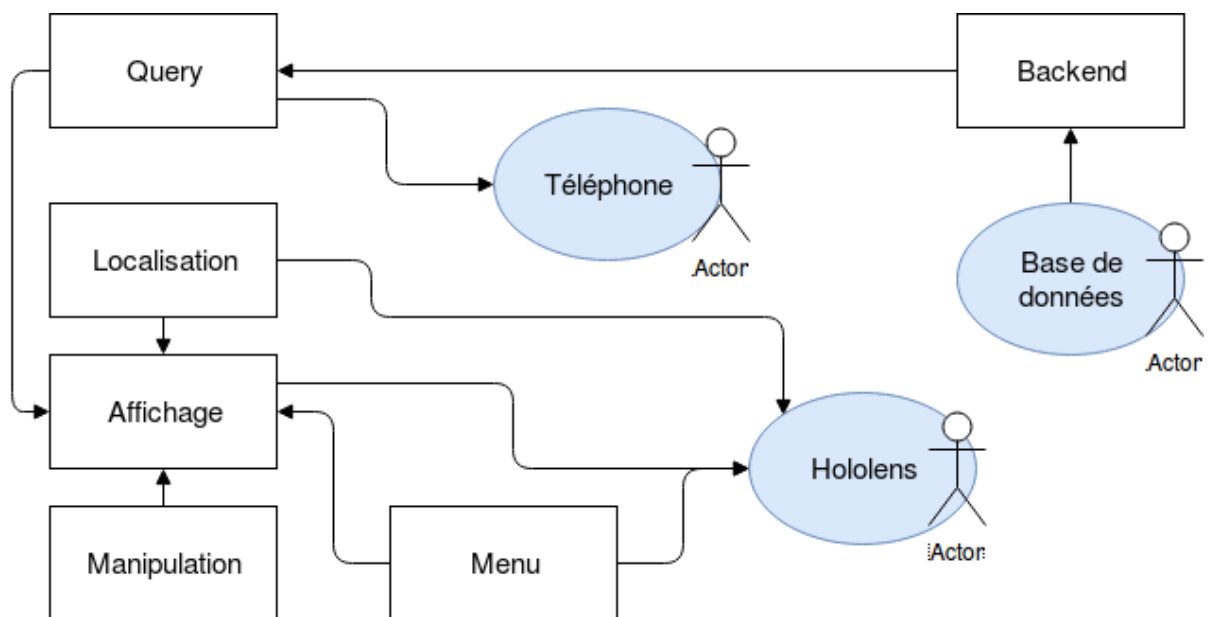 Query
Backend
Téléphone
Actor
Localisation
Base de
données
Actor
Affichage
Hololens
Actor
Manipulation
Menu